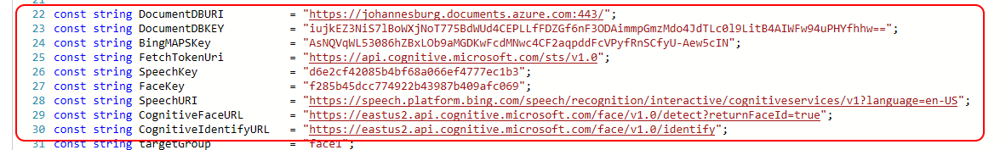 22 const string DocumentDBURI = "https://johannesburg.documents.azure.com:443/";
23 const string DocumentDBKEY = "iujkEZ3NiS7lBoWXjNoT775BdWUd4CEPLLfFDZGf6nF3ODAimmpGmzMdo4JdTLc0l9LitB4AIWFw94uPHYfhhw==";
24 const string BingMAPSKey = "AsNQVqWL53086hZBxLOb9aMGDKwFcdMNwc4CF2aqpddFcVPyfRnSCfyU-Aew5cIN";
25 const string FetchTokenUri = "https://api.cognitive.microsoft.com/sts/v1.0";
26 const string SpeechKey = "d6e2cf42085b4bf68a066ef4777ec1b3";
27 const string FaceKey = "f285b45dcc774922b43987b409afc069";
28 const string SpeechURI = "https://speech.platform.bing.com/speech/recognition/interactive/cognitiveservices/v1?language=en-US";
29 const string CognitiveFaceURL = "https://eastus2.api.cognitive.microsoft.com/face/v1.0/detect?returnFaceId=true";
30 const string CognitiveIdentifyURL = "https://eastus2.api.cognitive.microsoft.com/face/v1.0/identify";
31 const string targetGroup = "face1";